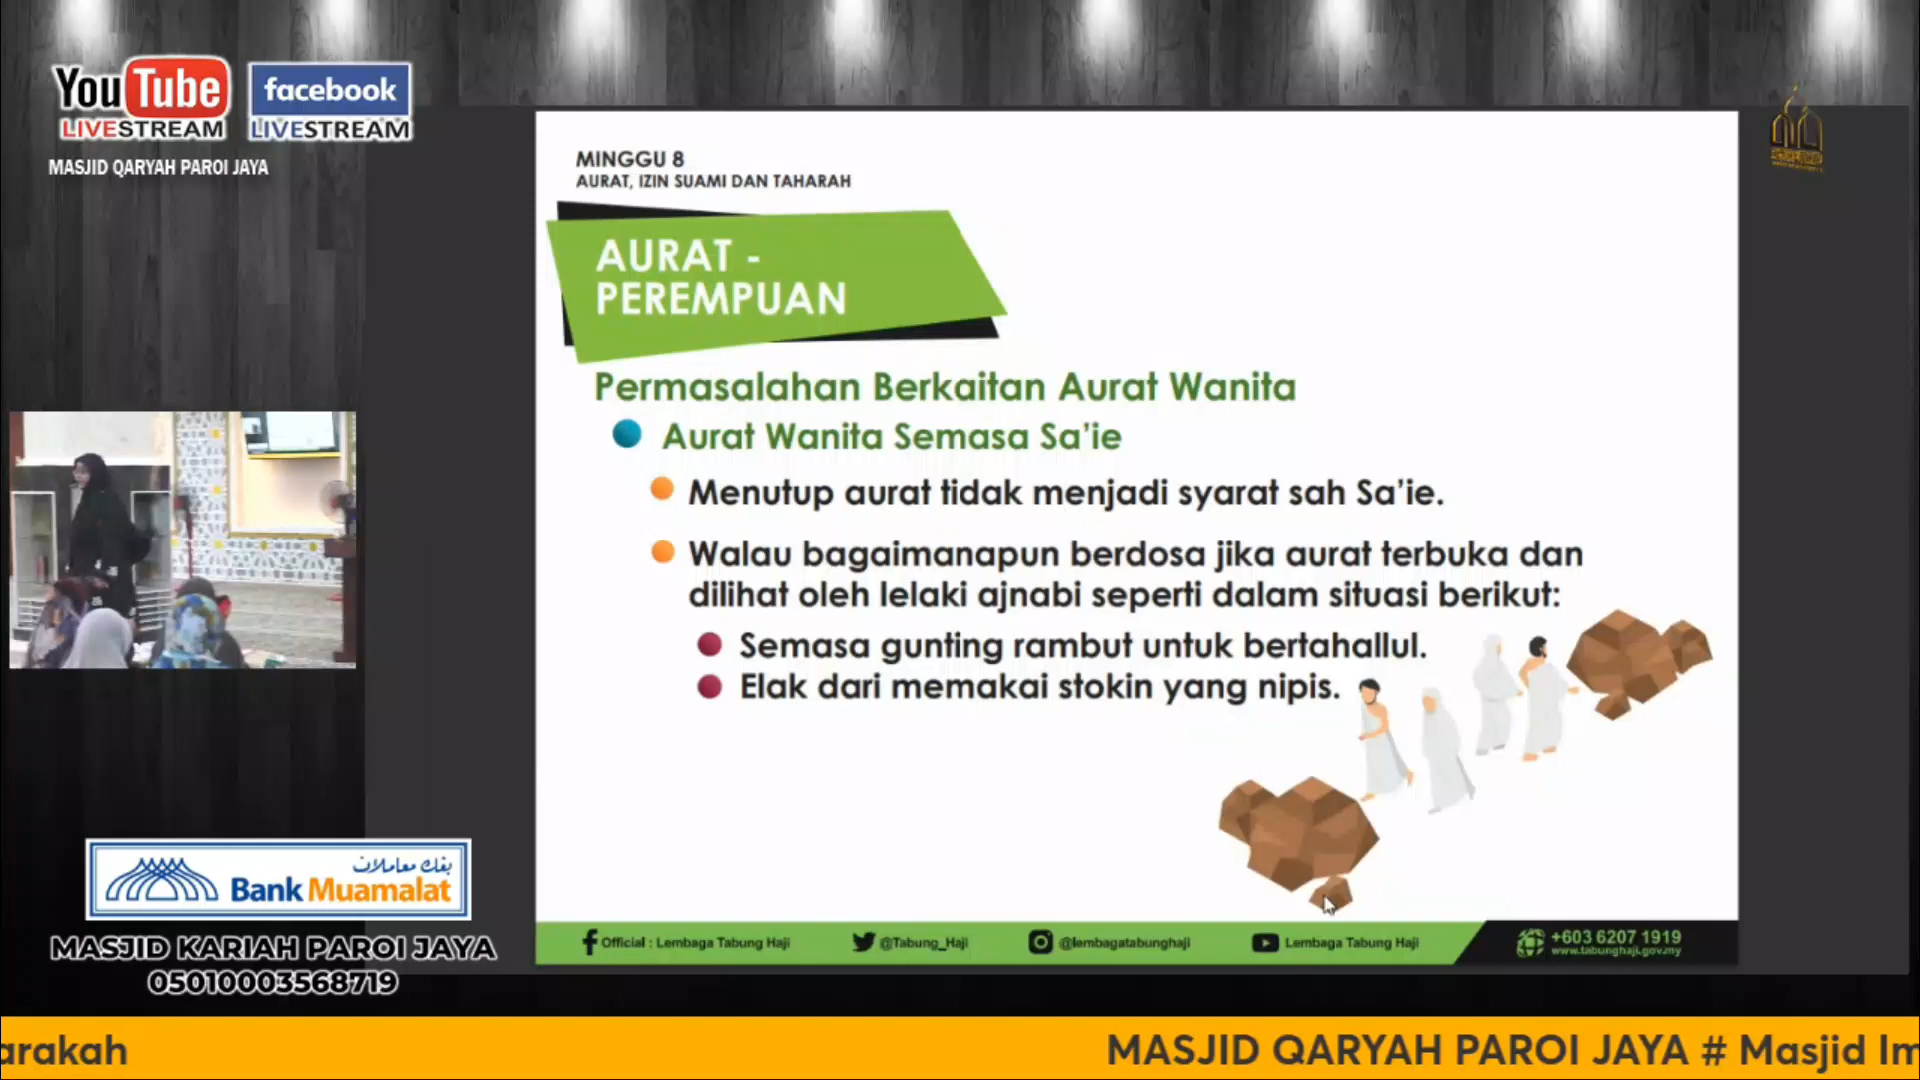 YouTube
LIVESTREAM
facebook
LIVESTREAM
MASJID QARYAH PAROI JAYA
MINGGU 8
AURAT, IZIN SUAMI DAN TAHARAH
AURAT -
PEREMPUAN
Permasalahan Berkaitan Aurat Wanita
Aurat Wanita Semasa Sa'ie
Menutup aurat tidak menjadi syarat sah Sa'ie.
Walau bagaimanapun berdosa jika aurat terbuka dan
dilihat oleh lelaki ajnabi seperti dalam situasi berikut:
Semasa gunting rambut untuk bertahallul.
Elak dari memakai stokin yang nipis.
بنك معاملات
Bank Muamalat
MASJID KARIAH PAROI JAYA
05010003568719
Official : Lembaga Tabung Haji
@Tabung_Haji
@lembagatabunghaji
Lembaga Tabung Haji
+603 6207 1919
www.tabunghaji.gov.my
arakah
MASJID QARYAH PAROI JAYA # Masjid Im